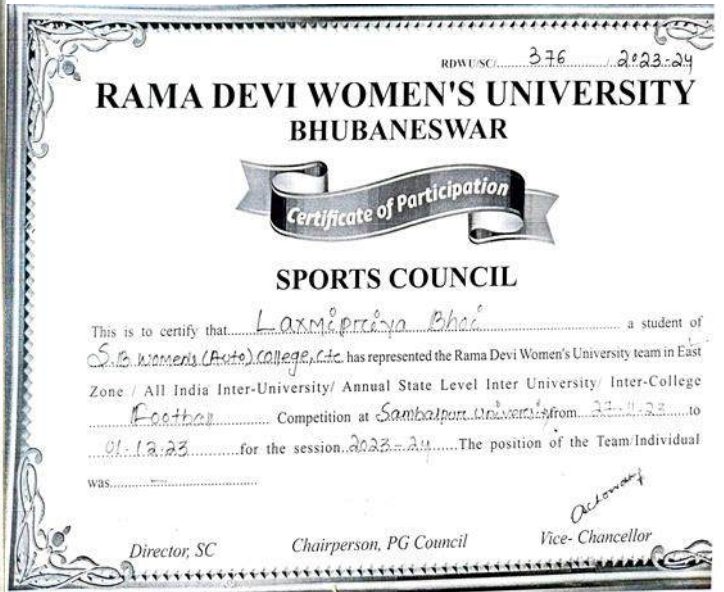 RDWU/SC/ 376 / 2023-24
RAMA DEVI WOMEN'S UNIVERSITY
BHUBANESWAR
Certificate of Participation
SPORTS COUNCIL
This is to certify that Laxmipriya Bhoi a student of
S.B. Women's (Auto) College, Ctc has represented the Rama Devi Women's University team in East
Zone / All India Inter-University/ Annual State Level Inter University/ Inter-College
Football Competition at Sambalpur University from 27-11-23 to
01-12-23 for the session 2023-24 The position of the Team/Individual
was -
Director, SC
Chairperson, PG Council
Vice- Chancellor